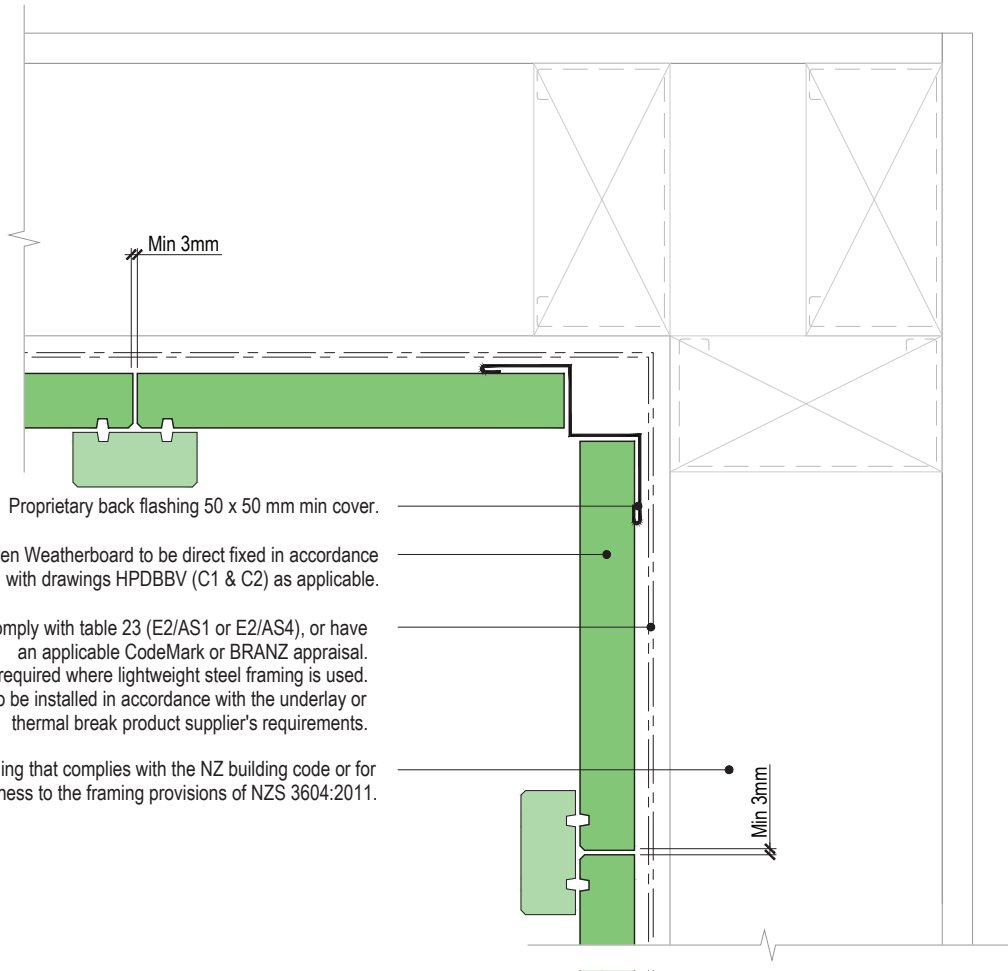 Min 3mm
Proprietary back flashing 50 x 50 mm min cover.
Weatherboard to be direct fixed in accordance
with drawings HPDBBV (C1 & C2) as applicable.
with table 23 (E2/AS1 or E2/AS4), or have
an applicable CodeMark or BRANZ appraisal.
required where lightweight steel framing is used.
be installed in accordance with the underlay or
thermal break product supplier's requirements.
that complies with the NZ building code or for
to the framing provisions of NZS 3604:2011.
Min 3mm